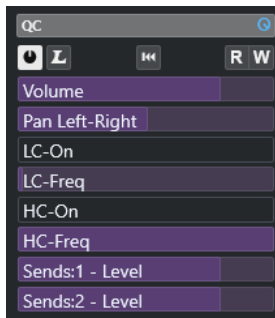 QC
L R W
Volume
Pan Left-Right
LC-On
LC-Freq
HC-On
HC-Freq
Sends:1 - Level
Sends:2 - Level